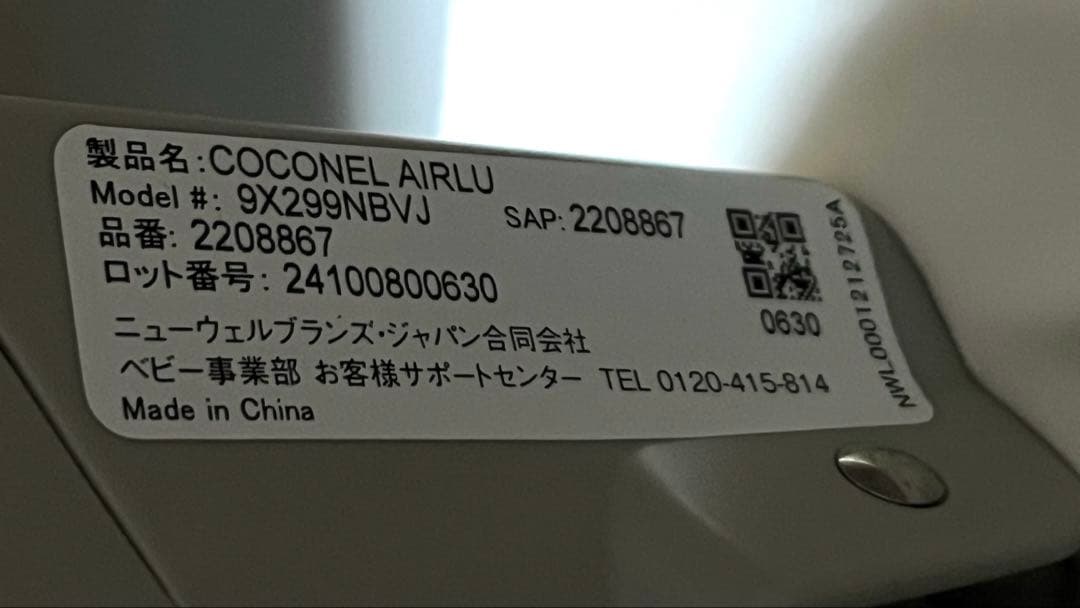 製品名:COCONEL AIRLU
Model #: 9X299NBVJ SAP: 2208867
品番: 2208867
ロット番号: 24100800630
0630
ニューウェルブランズ・ジャパン合同会社
ベビー事業部 お客様サポートセンター TEL 0120-415-814
Made in China
NWL0001212725A